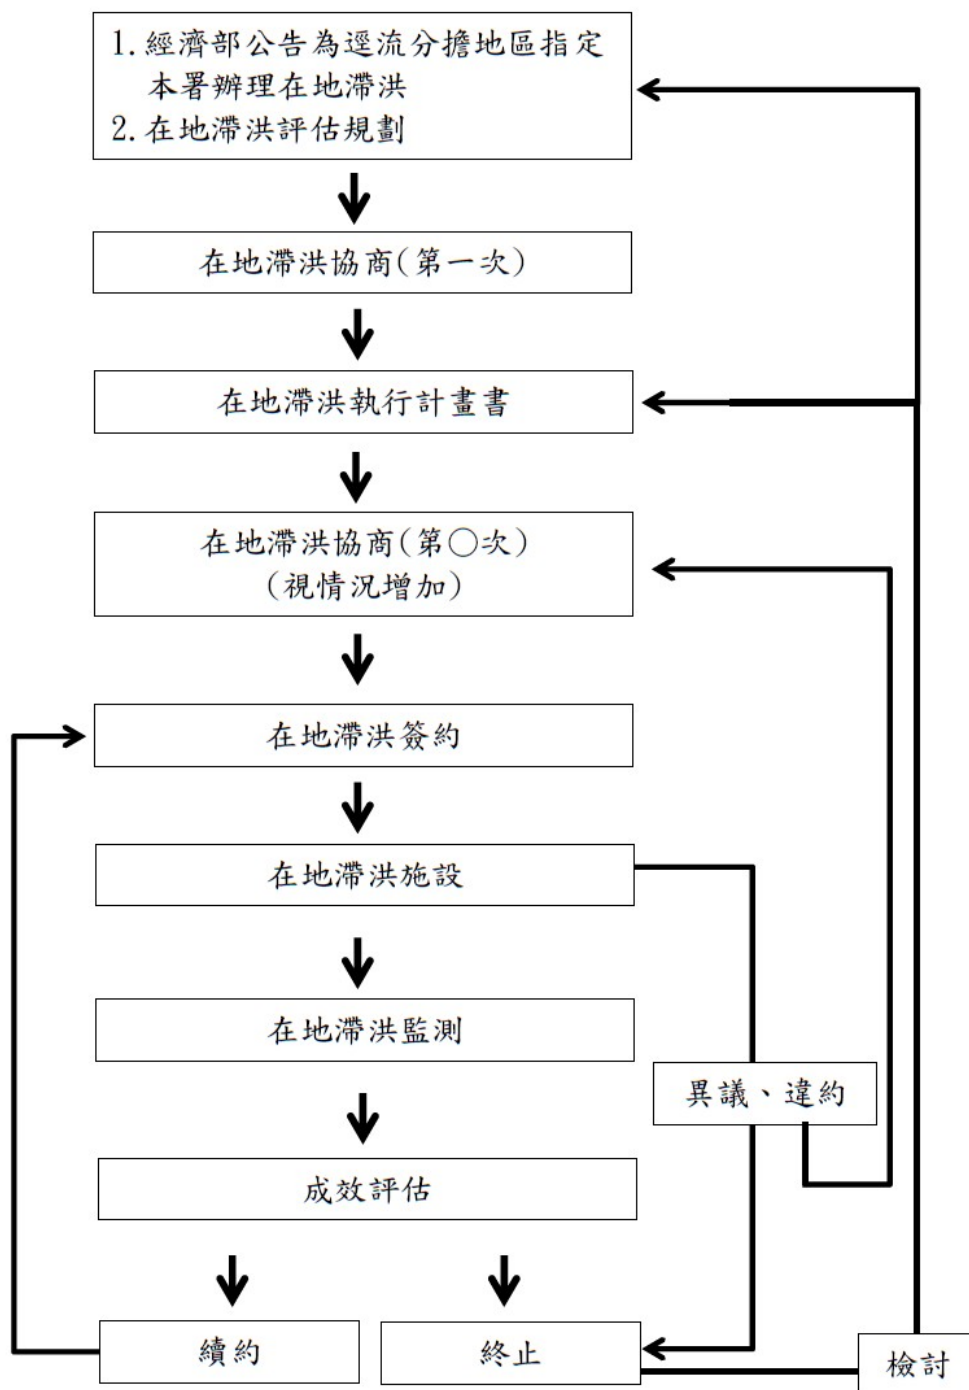 1. 經濟部公告為逕流分擔地區指定
本署辦理在地滯洪
2. 在地滯洪評估規劃
在地滯洪協商(第一次)
在地滯洪執行計畫書
在地滯洪協商(第○次)
(視情況增加)
在地滯洪簽約
在地滯洪施設
在地滯洪監測
異議、違約
成效評估
續約
終止
檢討